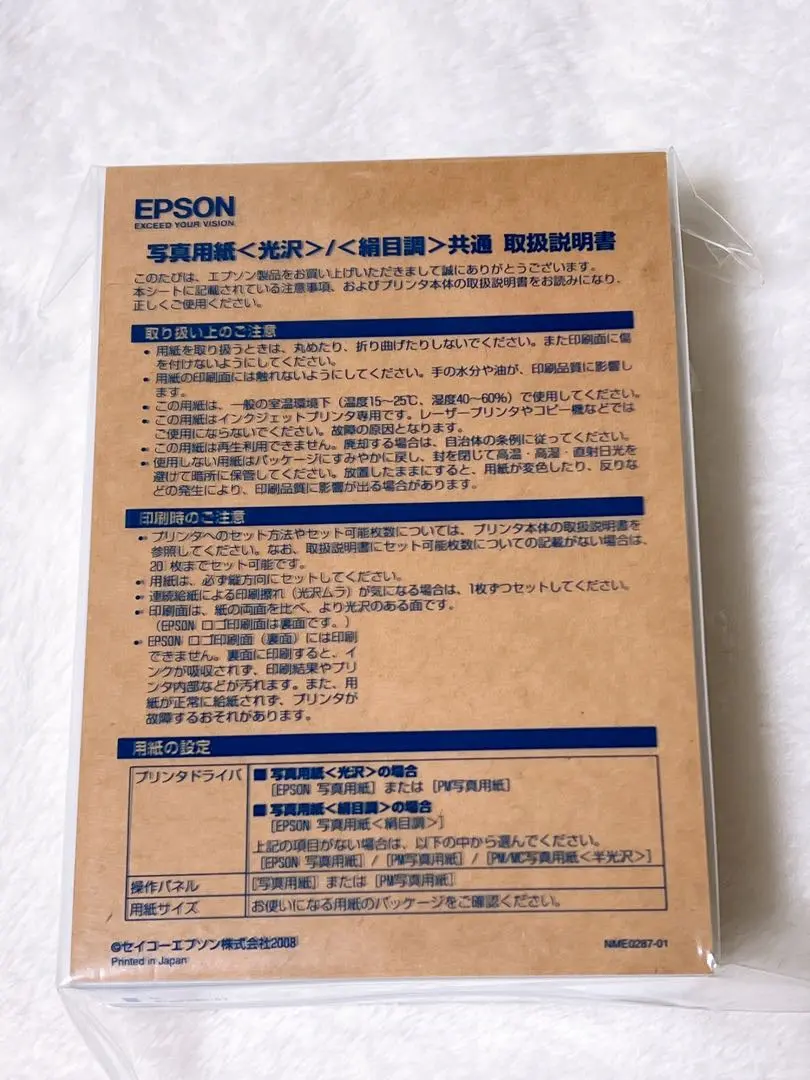 EPSON
EXCEED YOUR VISION
写真用紙<光沢>/<絹目調>共通 取扱説明書
このたびは、エプソン製品をお買い上げいただきまして誠にありがとうございます。
本シートに記載されている注意事項、およびプリンタ本体の取扱説明書をお読みになり、
正しくご使用ください。
取り扱い上のご注意
• 用紙を取り扱うときは、丸めたり、折り曲げたりしないでください。また印刷面に傷
を付けないようにしてください。
• 用紙の印刷面には触れないようにしてください。手の水分や油が、印刷品質に影響し
ます。
• この用紙は、一般の室温環境下（温度15～25℃、湿度40～60%）で使用してください。
• この用紙はインクジェットプリンタ専用です。レーザープリンタやコピー機などでは
ご使用にならないでください。故障の原因となります。
• この用紙は再生利用できません。廃却する場合は、自治体の条例に従ってください。
• 使用しない用紙はパッケージにすみやかに戻し、封を閉じて高温・高湿・直射日光を
避けて暗所に保管してください。放置したままにすると、用紙が変色したり、反りな
どの発生により、印刷品質に影響が出る場合があります。
印刷時のご注意
• プリンタへのセット方法やセット可能枚数については、プリンタ本体の取扱説明書を
参照してください。なお、取扱説明書にセット可能枚数についての記載がない場合は、
20 枚までセット可能です。
• 用紙は、必ず縦方向にセットしてください。
• 連続給紙による印刷擦れ（光沢ムラ）が気になる場合は、1枚ずつセットしてください。
• 印刷面は、紙の両面を比べ、より光沢のある面です。
（EPSON ロゴ印刷面は裏面です。）
• EPSON ロゴ印刷面（裏面）には印刷
できません。裏面に印刷すると、イ
ンクが吸収されず、印刷結果やプリ
ンタ内部などが汚れます。また、用
紙が正常に給紙されず、プリンタが
故障するおそれがあります。
用紙の設定
プリンタドライバ
■ 写真用紙<光沢>の場合
［EPSON 写真用紙］または［PM写真用紙］
■ 写真用紙<絹目調>の場合
［EPSON 写真用紙<絹目調>］
上記の項目がない場合は、以下の中から選んでください。
［EPSON 写真用紙］/［PM写真用紙］/［PM/MC写真用紙<半光沢>］
操作パネル
［写真用紙］または［PM写真用紙］
用紙サイズ
お使いになる用紙のパッケージをご確認ください。
©セイコーエプソン株式会社2008
NME0287-01
Printed in Japan